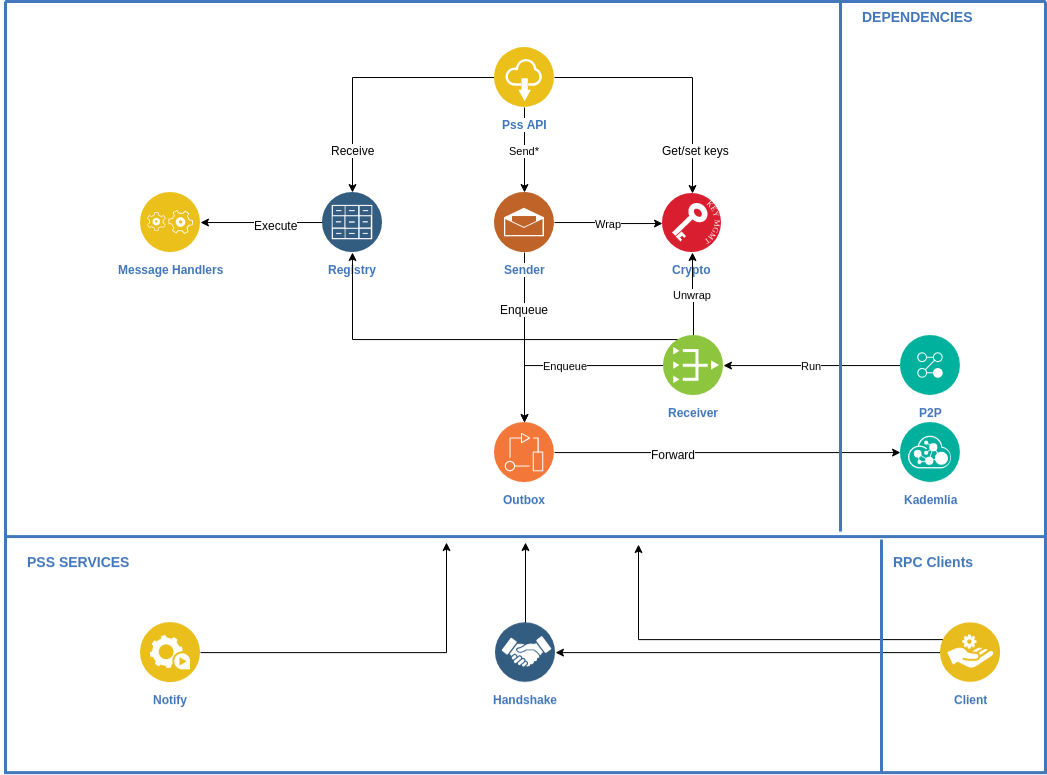 DEPENDENCIES
Pss API
Receive
Send*
Get/set keys
KEY MGMT
Execute
Wrap
Message Handlers
Registry
Sender
Crypto
Unwrap
Enqueue
Enqueue
Run
Receiver
P2P
Forward
Outbox
Kademlia
PSS SERVICES
RPC Clients
Notify
Handshake
Client